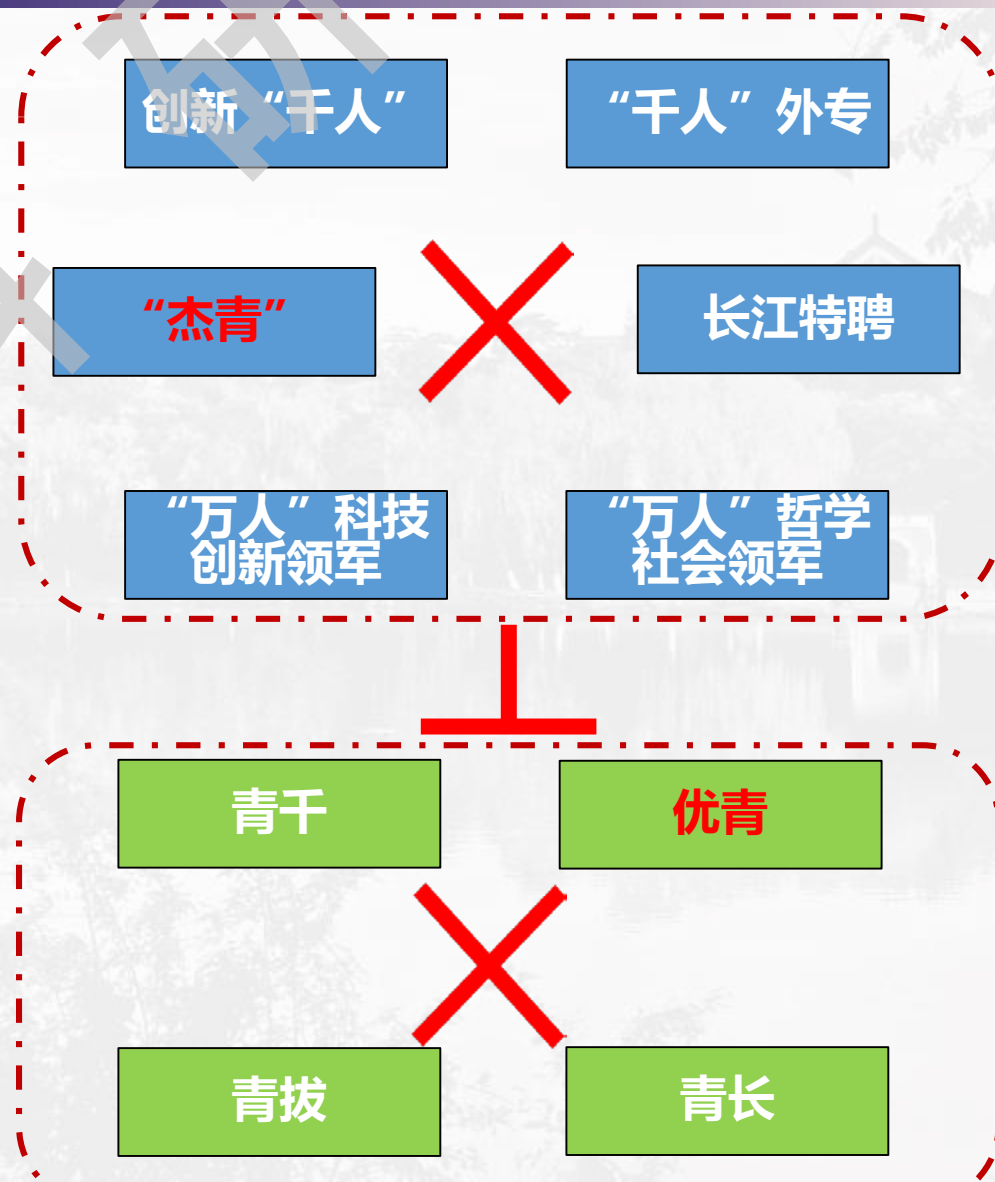 创新“千人”
“千人”外专
“杰青”
长江特聘
“万人”科技
创新领军
“万人”哲学
社会领军
青千
优青
青拔
青长